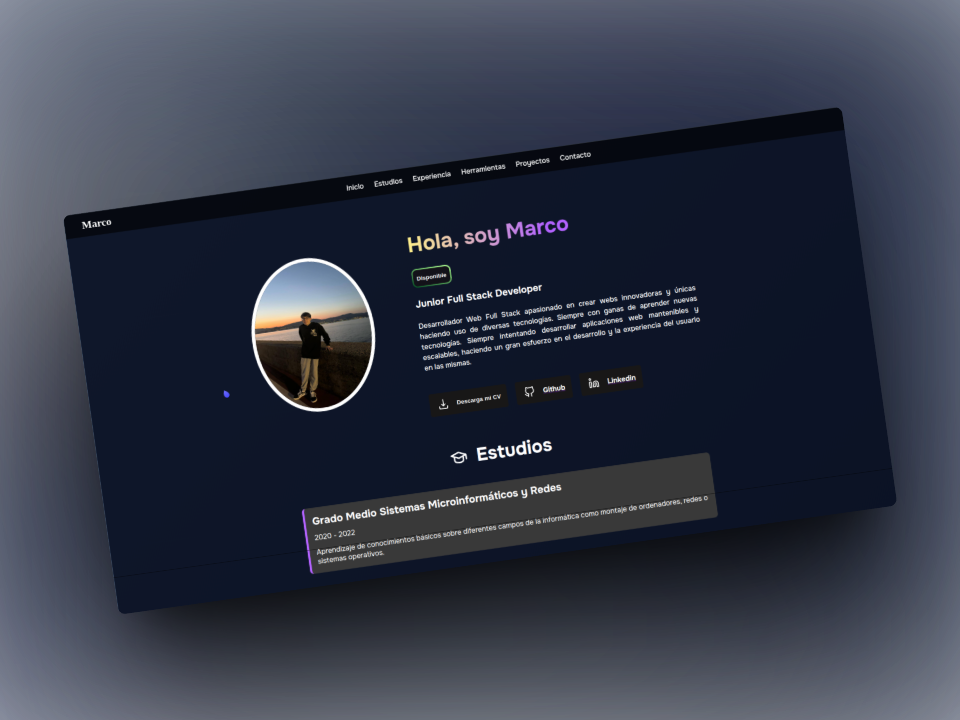 Marco
Inicio Estudios Experiencia Herramientas Proyectos Contacto
Hola, soy Marco
Disponible
Junior Full Stack Developer
Desarrollador Web Full Stack apasionado en crear webs innovadoras y únicas
haciendo uso de diversas tecnologías. Siempre con ganas de aprender nuevas
tecnologías. Siempre intentando desarrollar aplicaciones web mantenibles y
escalables, haciendo un gran esfuerzo en el desarrollo y la experiencia del usuario
en las mismas.
Descarga mi CV Github Linkedin
Estudios
Grado Medio Sistemas Microinformáticos y Redes
2020 - 2022
Aprendizaje de conocimientos básicos sobre diferentes campos de la informática como montaje de ordenadores, redes o
sistemas operativos.